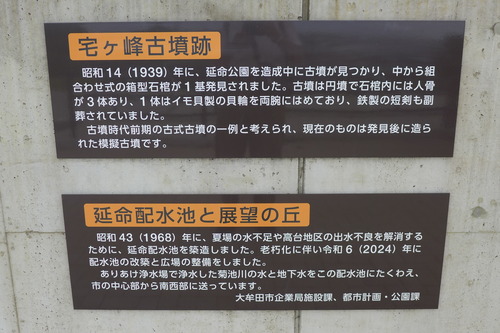 宅ヶ峰古墳跡
昭和14（1939）年に、延命公園を造成中に古墳が見つかり、中から組
合わせ式の箱型石棺が１基発見されました。古墳は円墳で石棺内には人骨
が３体あり、１体はイモ貝製の貝輪を両腕にはめており、鉄製の短剣も副
葬されていました。
古墳時代前期の古式古墳の一例と考えられ、現在のものは発見後に造ら
れた模擬古墳です。
延命配水池と展望の丘
昭和43（1968）年に、夏場の水不足や高台地区の出水不良を解消する
ために、延命配水池を築造しました。老朽化に伴い令和６（2024）年に
配水池の改築と広場の整備をしました。
ありあけ浄水場で浄水した菊池川の水と地下水をこの配水池にたくわえ、
市の中心部から南西部に送っています。
大牟田市企業局施設課、都市計画・公園課